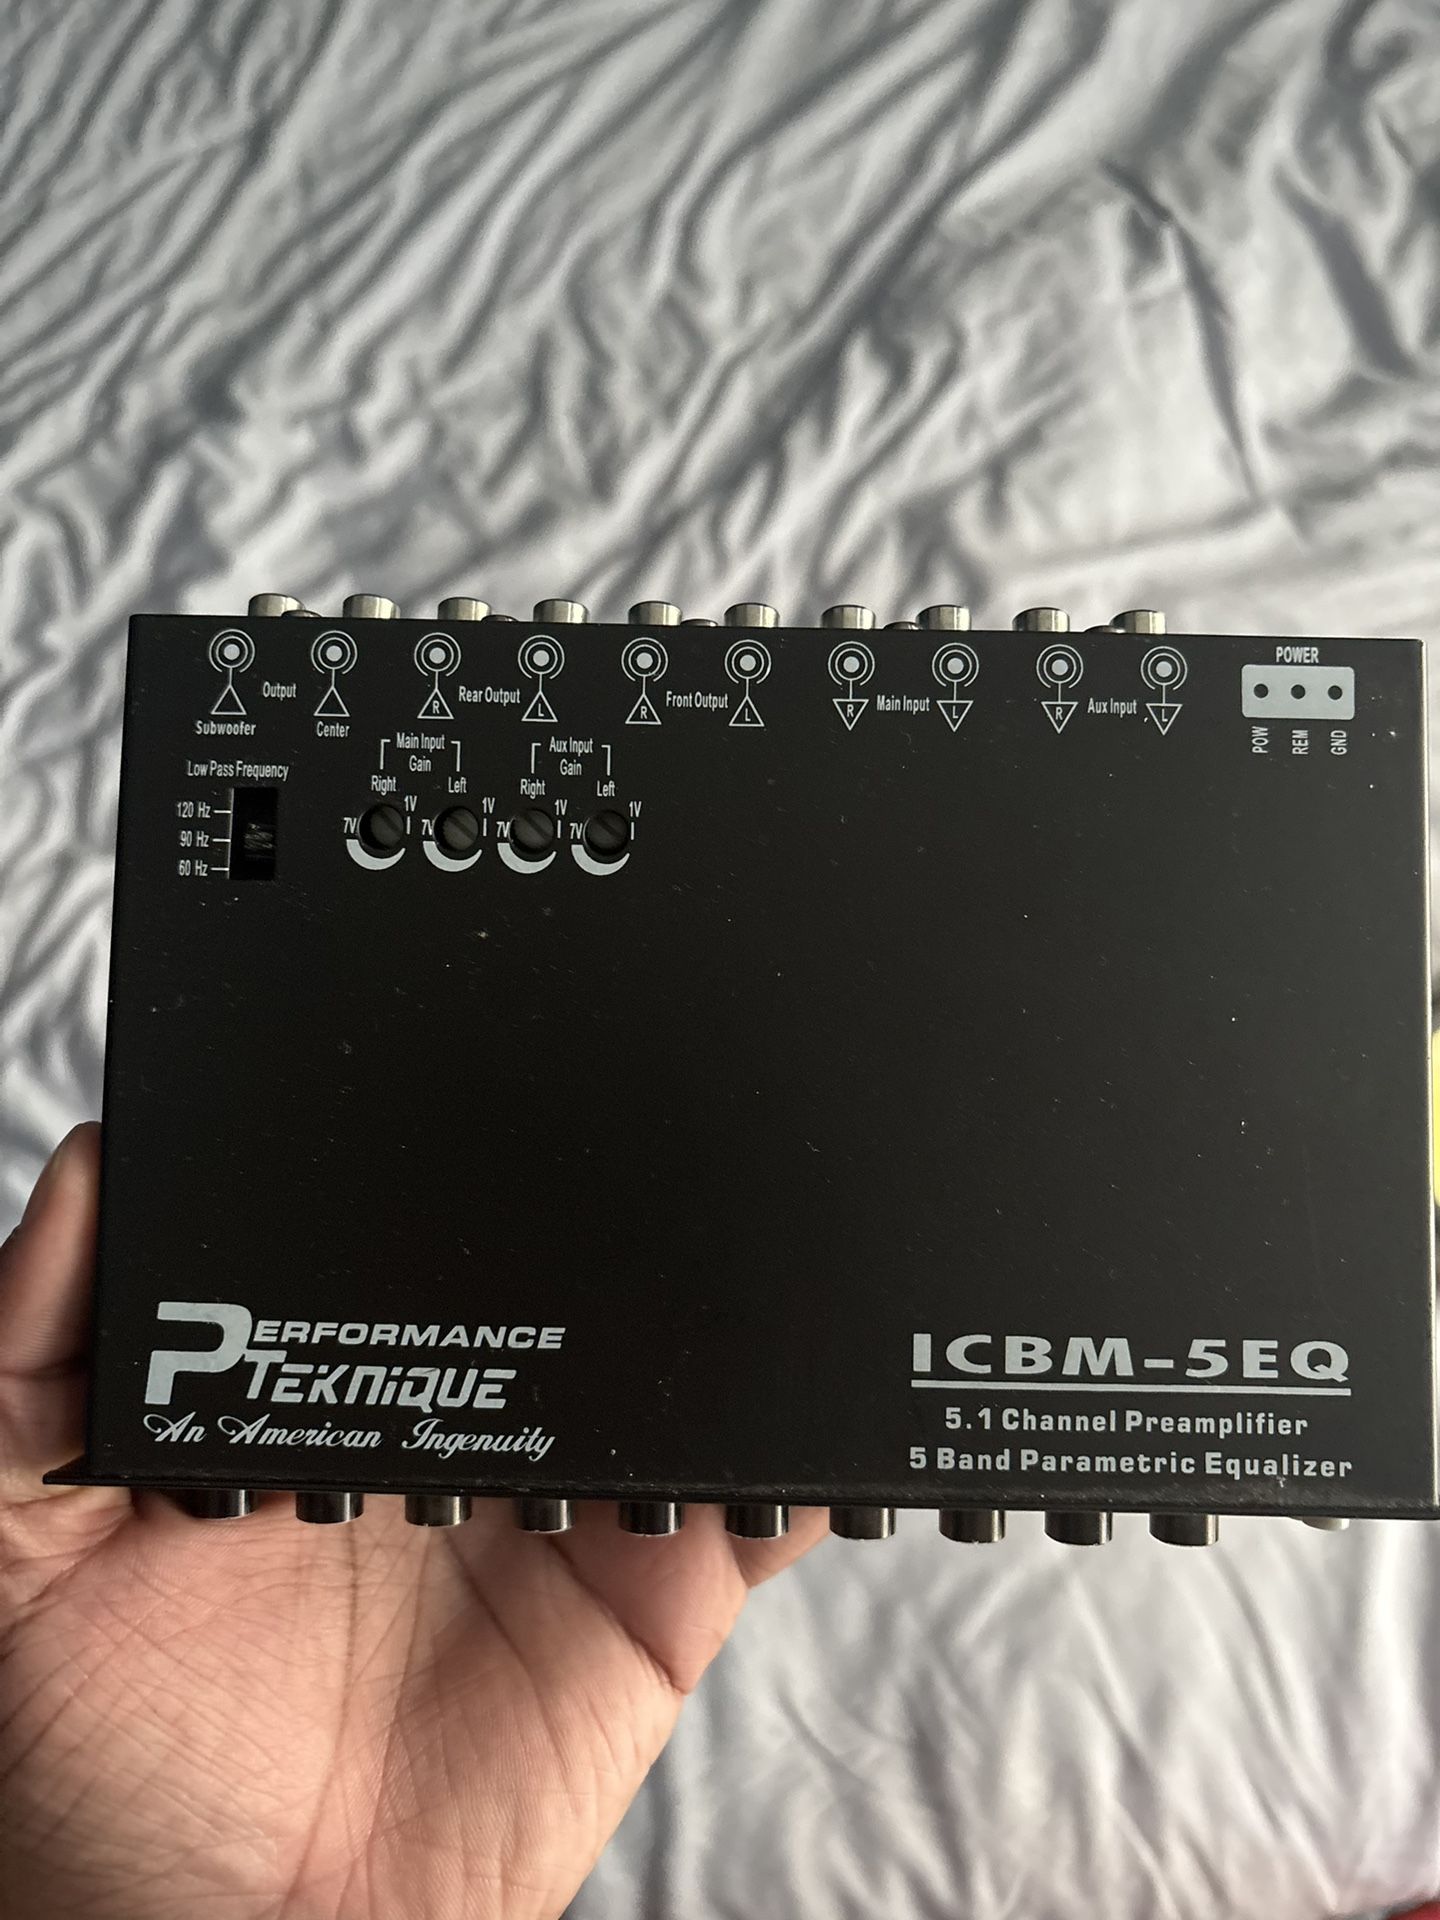 POWER
Output
Rear Output
Front Output
Main Input
Aux Input
R
L
R
L
R
L
R
L
Subwoofer
Center
POW
REM
GND
Main Input
Gain
Aux Input
Gain
Low Pass Frequency
Right
Left
Right
Left
120 Hz
90 Hz
60 Hz
7V
1V
7V
1V
7V
1V
7V
1V
PERFORMANCE
TEKNIQUE
An American Ingenuity
ICBM-5EQ
5.1 Channel Preamplifier
5 Band Parametric Equalizer